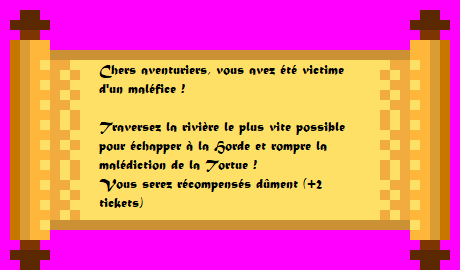 Chers aventuriers, vous avez été victime
d'un maléfice !
Traversez la rivière le plus vite possible
pour échapper à la Horde et rompre la
malédiction de la Tortue !
Vous serez récompensés dûment (+2
tickets)